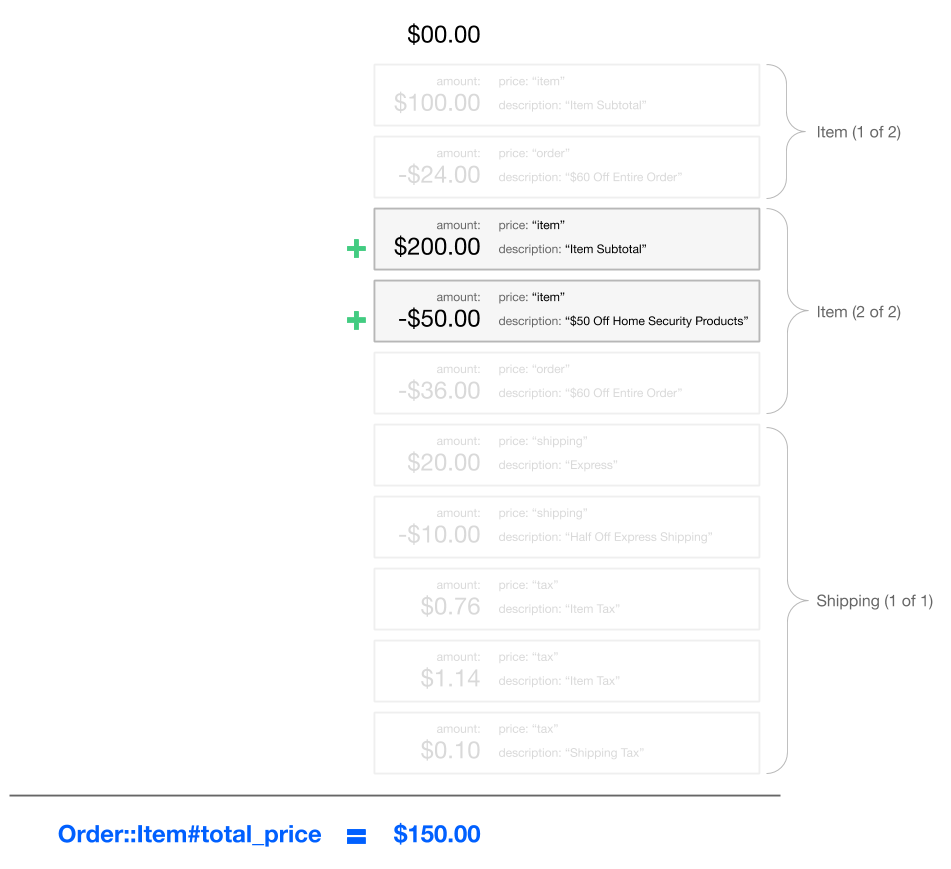 $00.00
amount: price: “item”
$100.00 description: “Item Subtotal”
Item (1 of 2)
amount: price: “order”
-$24.00 description: “$60 Off Entire Order”
amount: price: “item”
+ $200.00 description: “Item Subtotal”
amount: price: “item”
+ -$50.00 description: “$50 Off Home Security Products”
Item (2 of 2)
amount: price: “order”
-$36.00 description: “$60 Off Entire Order”
amount: price: “shipping”
$20.00 description: “Express”
amount: price: “shipping”
-$10.00 description: “Half Off Express Shipping”
amount: price: “tax”
$0.76 description: “Item Tax”
Shipping (1 of 1)
amount: price: “tax”
$1.14 description: “Item Tax”
amount: price: “tax”
$0.10 description: “Shipping Tax”
Order::Item#total_price = $150.00